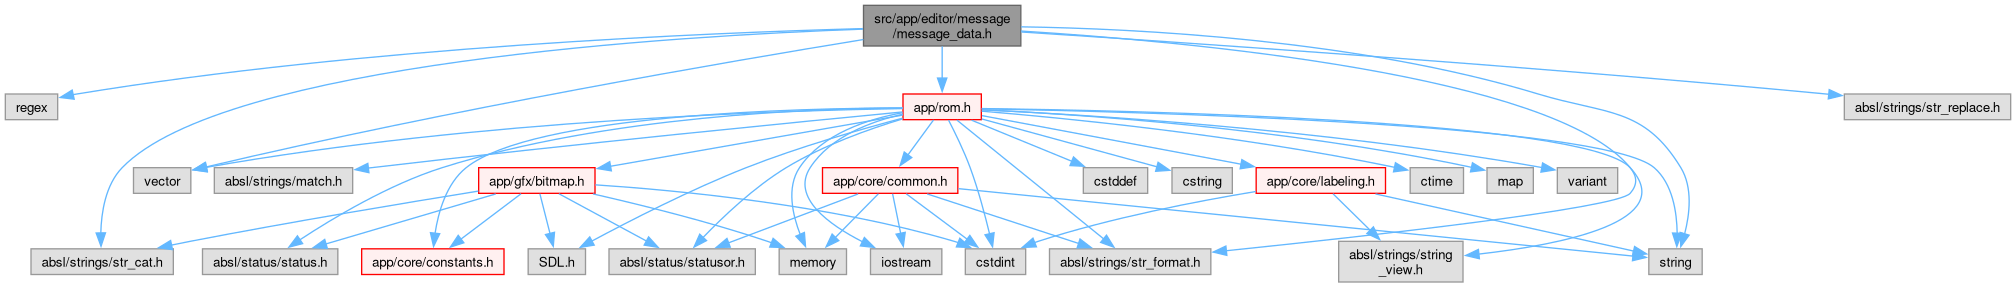 src/app/editor/message
/message_data.h
regex
app/rom.h
absl/strings/str_replace.h
vector
absl/strings/match.h
app/gfx/bitmap.h
app/core/common.h
cstddef
cstring
app/core/labeling.h
ctime
map
variant
absl/strings/str_cat.h
absl/status/status.h
app/core/constants.h
SDL.h
absl/status/statusor.h
memory
iostream
cstdint
absl/strings/str_format.h
absl/strings/string
_view.h
string